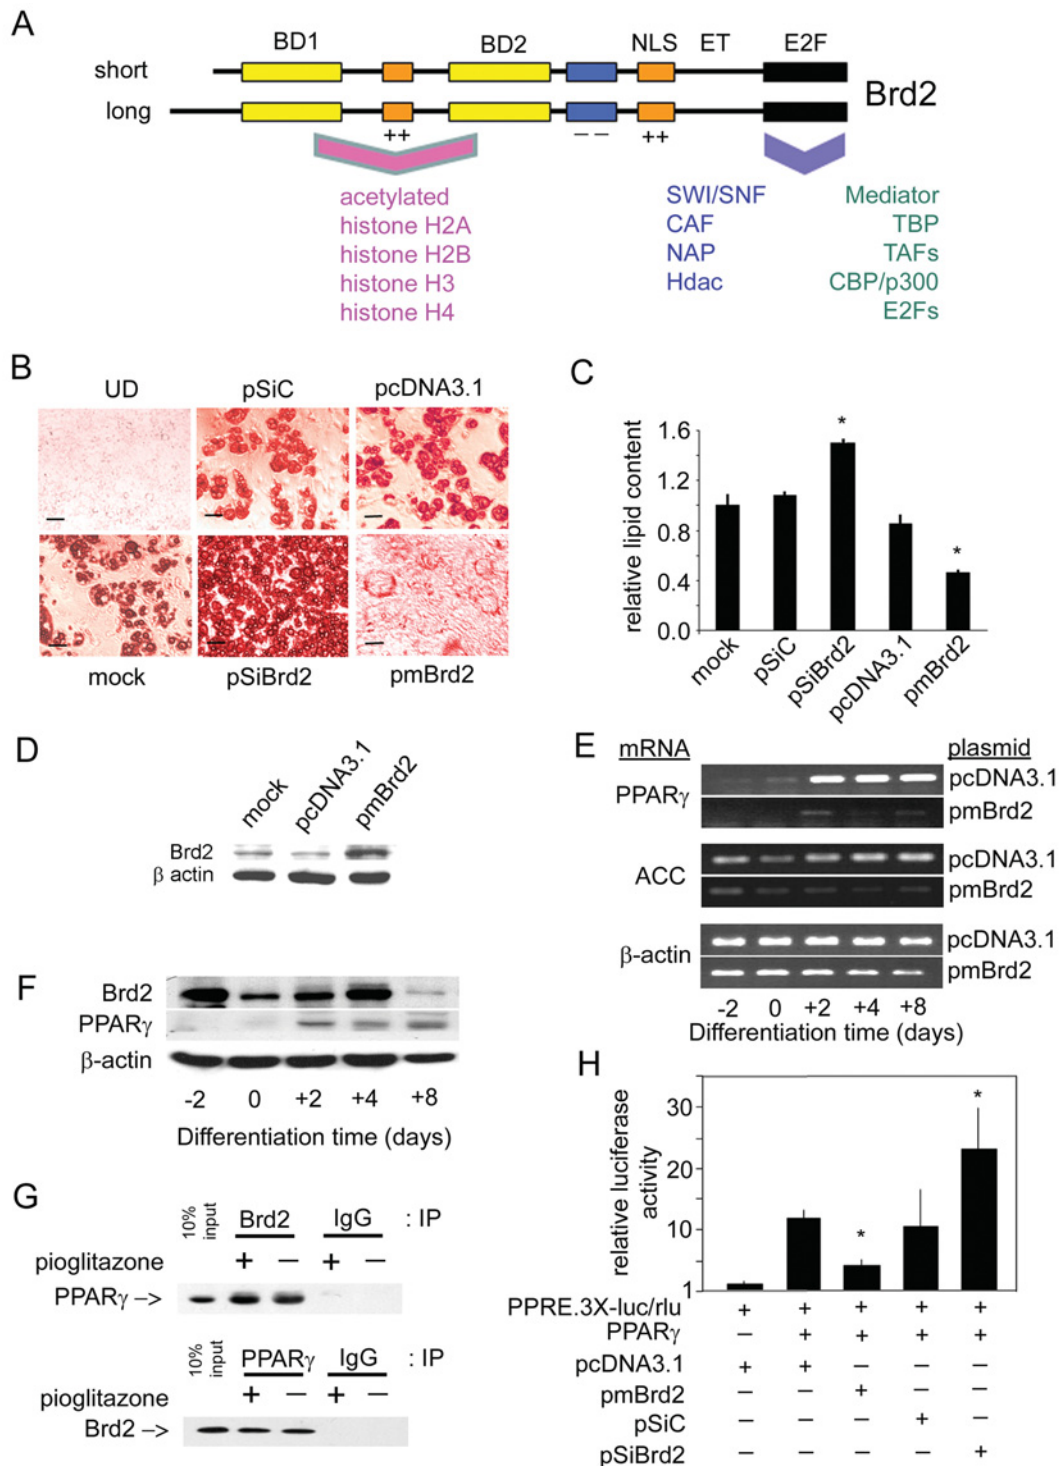 A
BD1 BD2 NLS ET E2F
short
long
Brd2
++ – – ++
acetylated
histone H2A
histone H2B
histone H3
histone H4
SWI/SNF
CAF
NAP
Hdac
Mediator
TBP
TAFs
CBP/p300
E2Fs
B
UD pSiC pcDNA3.1
mock pSiBrd2 pmBrd2
C
relative lipid content
1.6
1.2
0.8
0.4
0.0
* *
mock pSiC pSiBrd2 pcDNA3.1 pmBrd2
D
mock pcDNA3.1 pmBrd2
Brd2
β actin
E
mRNA plasmid
PPARγ pcDNA3.1
pmBrd2
ACC pcDNA3.1
pmBrd2
β-actin pcDNA3.1
pmBrd2
-2 0 +2 +4 +8
Differentiation time (days)
F
Brd2
PPARγ
β-actin
-2 0 +2 +4 +8
Differentiation time (days)
G
10% input Brd2 IgG : IP
pioglitazone + – + –
PPARγ –>
10% input PPARγ IgG : IP
pioglitazone + – + –
Brd2 –>
H
relative luciferase activity
30
20
10
1
* *
PPRE.3X-luc/rlu + + + + +
PPARγ – + + + +
pcDNA3.1 + + – – –
pmBrd2 – – + – –
pSiC – – – + –
pSiBrd2 – – – – +